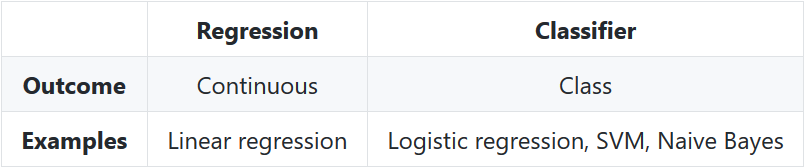 Regression Classifier
Outcome Continuous Class
Examples Linear regression Logistic regression, SVM, Naive Bayes